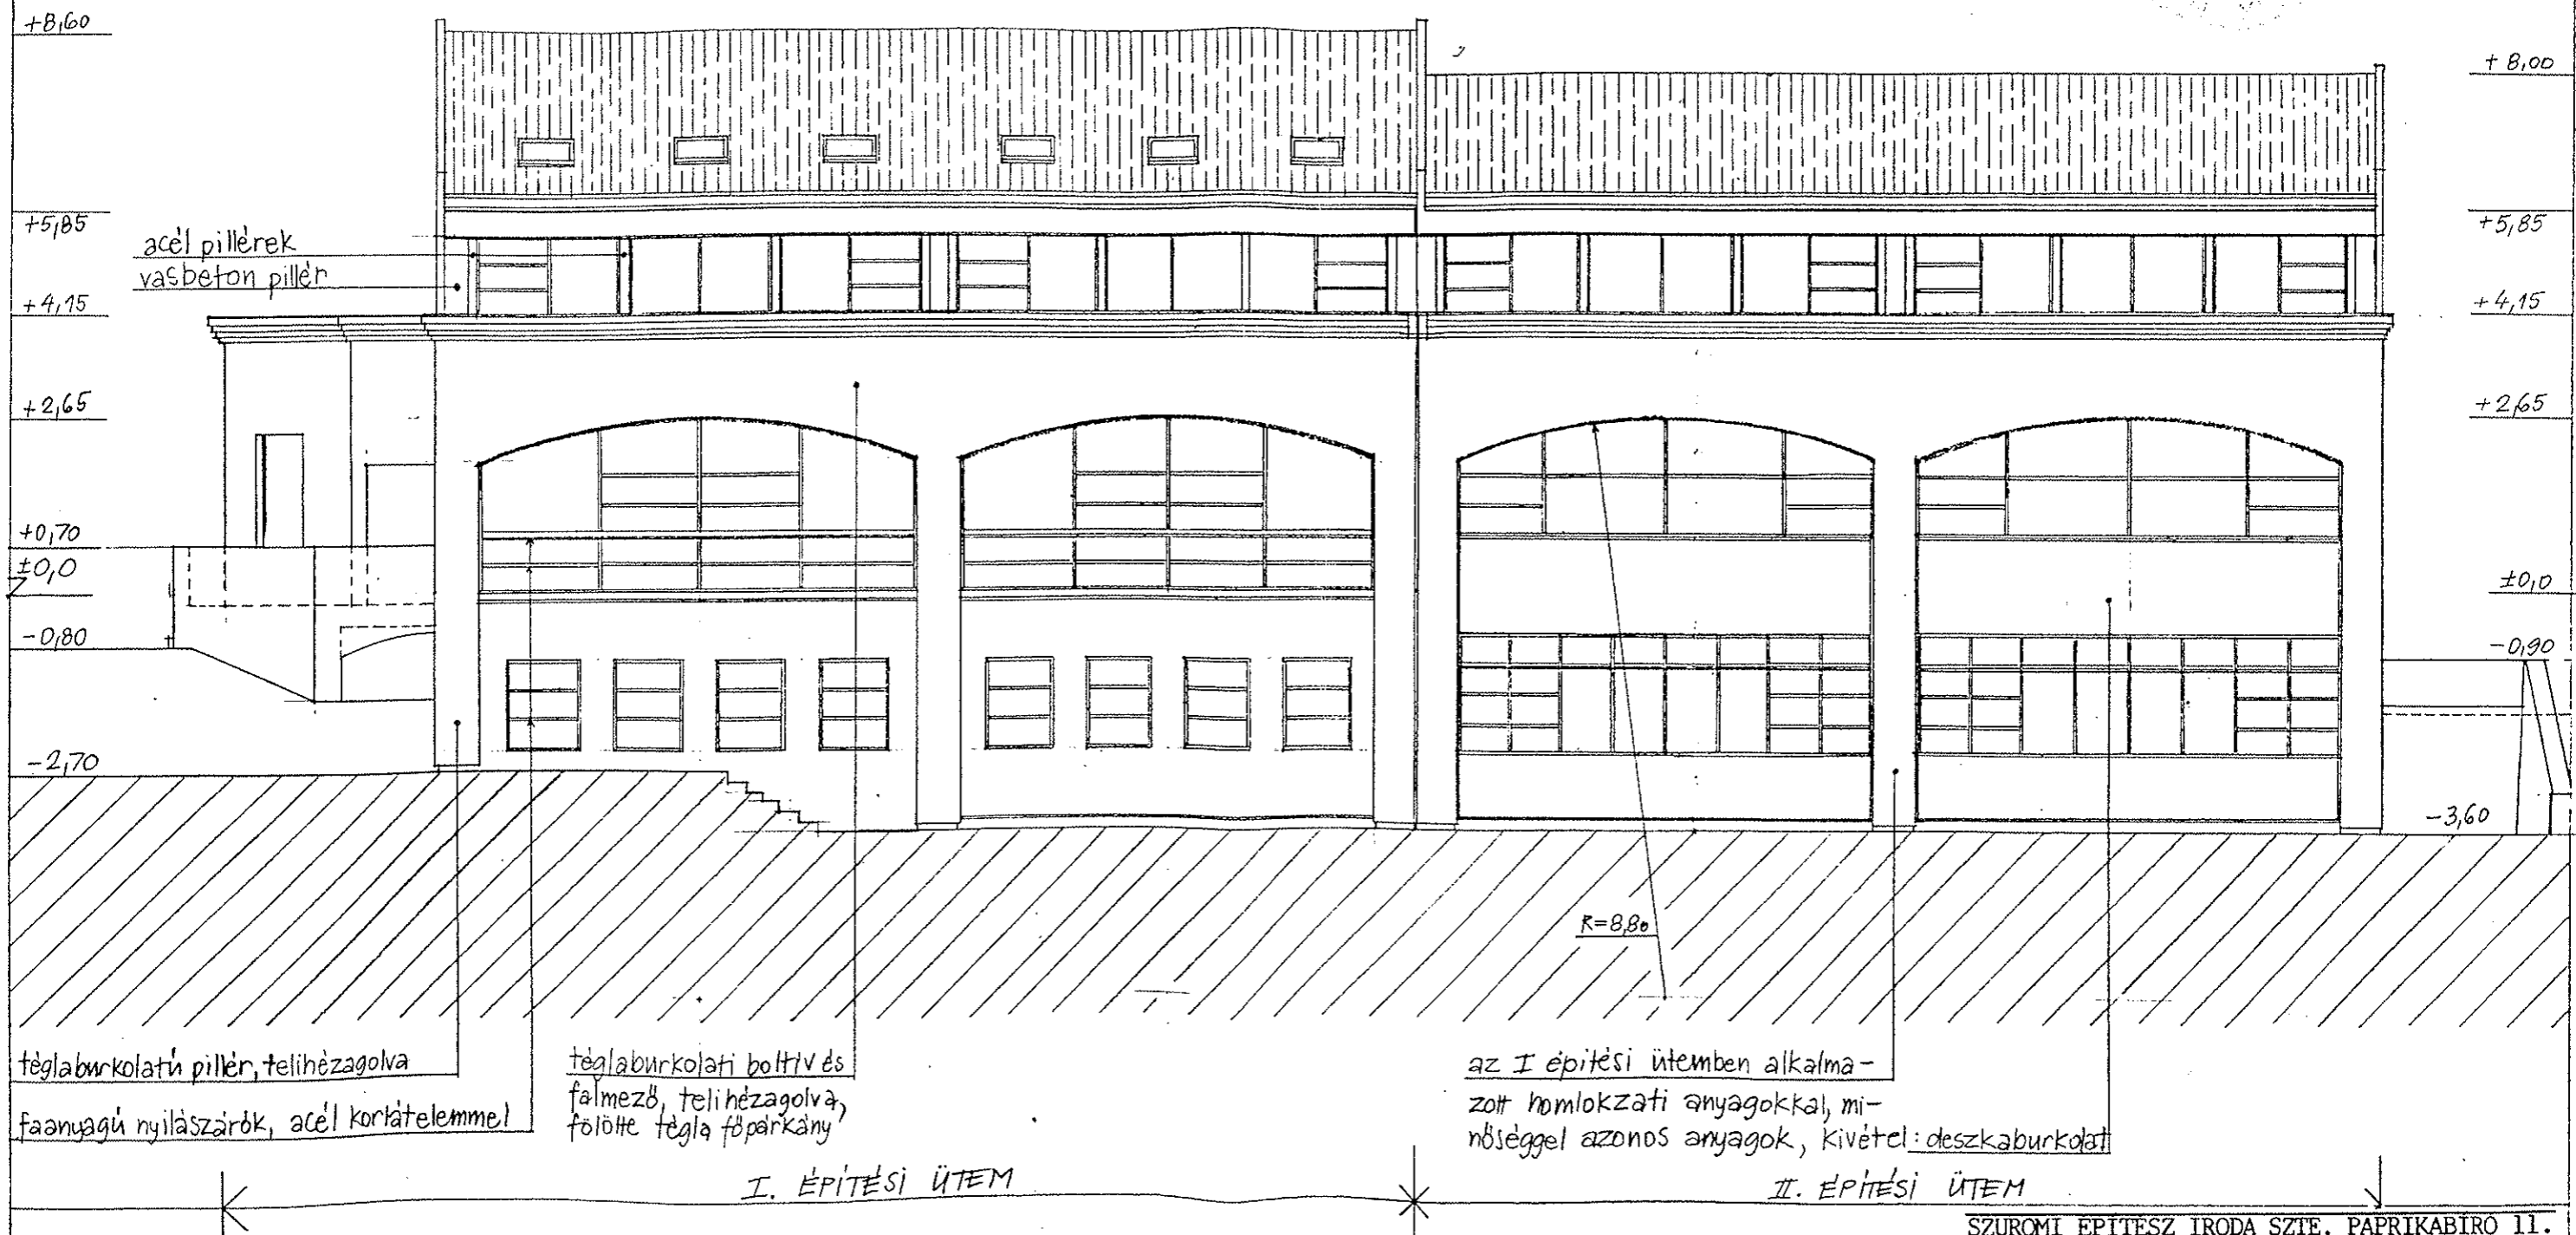 +8,60
+ 8,00
+5,85
+5,85
acél pillérek
vasbeton pillér
+4,15
+4,15
+2,65
+2,65
+0,70
±0,0
±0,0
-0,80
-0,90
-2,70
-3,60
R=8,80
téglaburkolatú pillér, telihézagolva
faanyagú nyilászárók, acél korlátelemmel
téglaburkolati boltív és
falmező, telihézagolva,
fölötte tégla főpárkány
az I építési ütemben alkalma-
zott homlokzati anyagokkal, mi-
nőséggel azonos anyagok, kivétel: deszkaburkolat
I. ÉPÍTÉSI ÜTEM
II. ÉPÍTÉSI ÜTEM
SZUROMI ÉPÍTÉSZ IRODA SZTE. PAPRIKABÍRÓ 11.